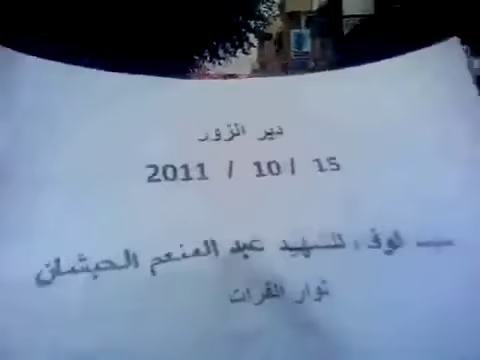 دير الزور
2011 / 10 / 15
للشهيد عبد المنعم الحبشان
ثوار الفرات